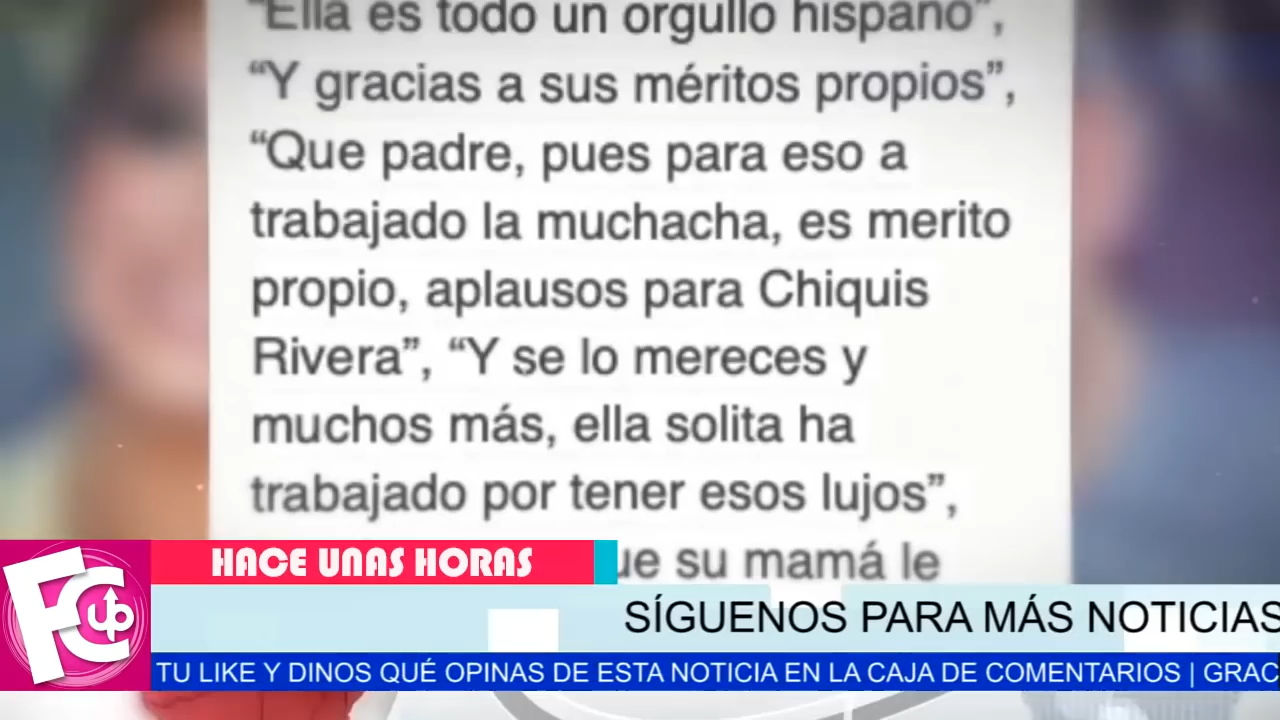 “Ella es todo un orgullo hispano”,
“Y gracias a sus méritos propios”,
“Que padre, pues para eso a
trabajado la muchacha, es merito
propio, aplausos para Chiquis
Rivera”, “Y se lo mereces y
muchos más, ella solita ha
trabajado por tener esos lujos”,
su mamá le
HACE UNAS HORAS
FC up
SÍGUENOS PARA MÁS NOTICIAS
TU LIKE Y DINOS QUÉ OPINAS DE ESTA NOTICIA EN LA CAJA DE COMENTARIOS | GRAC